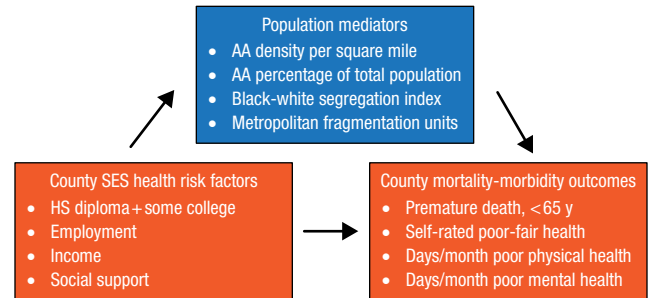 Population mediators
• AA density per square mile
• AA percentage of total population
• Black-white segregation index
• Metropolitan fragmentation units
County SES health risk factors
• HS diploma + some college
• Employment
• Income
• Social support
County mortality-morbidity outcomes
• Premature death, <65 y
• Self-rated poor-fair health
• Days/month poor physical health
• Days/month poor mental health